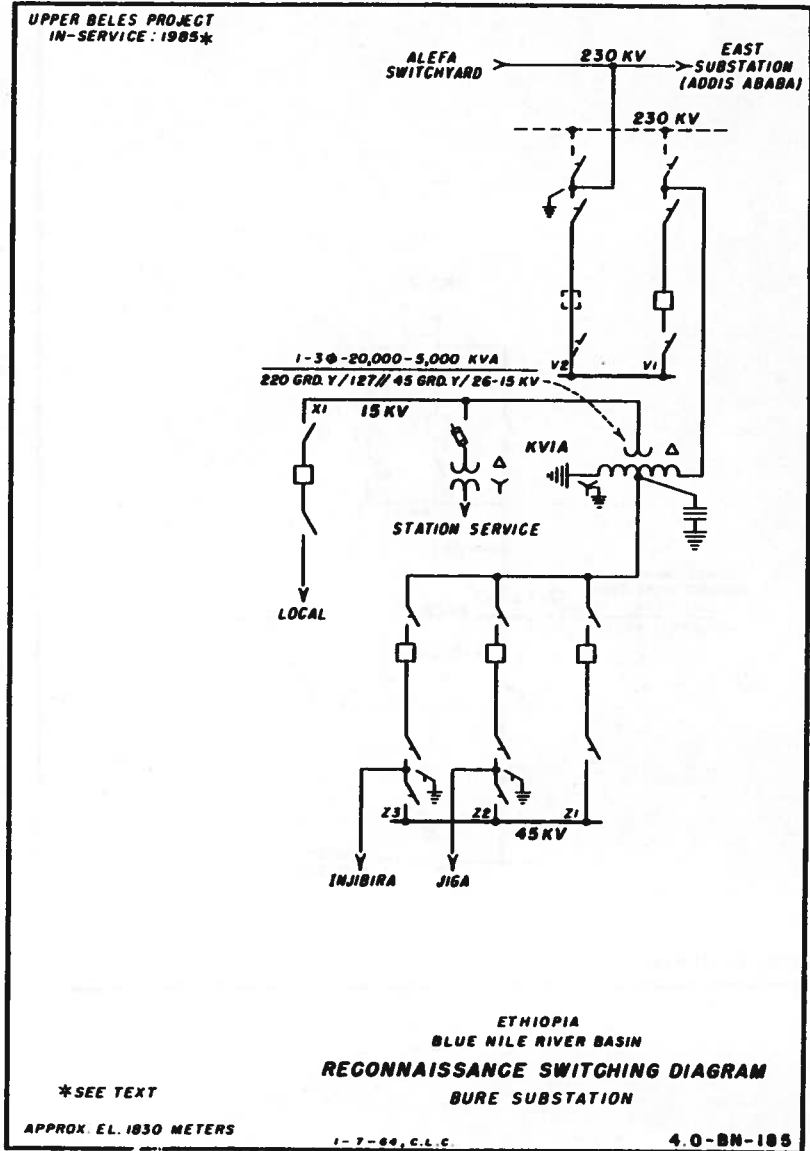 UPPER BELES PROJECT
IN-SERVICE: 1985*
ALEFA
SWITCHYARD
230 KV
EAST
SUBSTATION
(ADDIS ABABA)
230 KV
V2
V1
1-3Φ-20,000-5,000 KVA
220 GRD.Y/127//45 GRD.Y/26-15 KV
X1
15 KV
KV1A
Δ
Δ
STATION SERVICE
LOCAL
Z3
Z2
Z1
45 KV
INJIBIRA
JIGA
ETHIOPIA
BLUE NILE RIVER BASIN
RECONNAISSANCE SWITCHING DIAGRAM
BURE SUBSTATION
*SEE TEXT
APPROX. EL. 1830 METERS
1-7-64, C.L.C.
4.0-BN-185